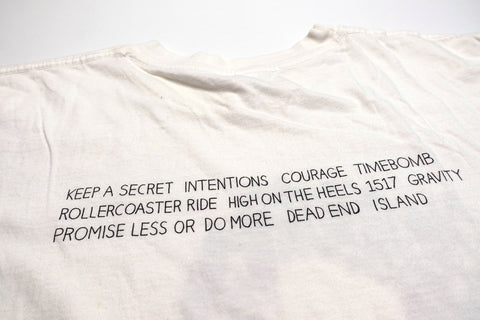 KEEP A SECRET INTENTIONS COURAGE TIMEBOMB
ROLLERCOASTER RIDE HIGH ON THE HEELS 1517 GRAVITY
PROMISE LESS OR DO MORE DEAD END ISLAND